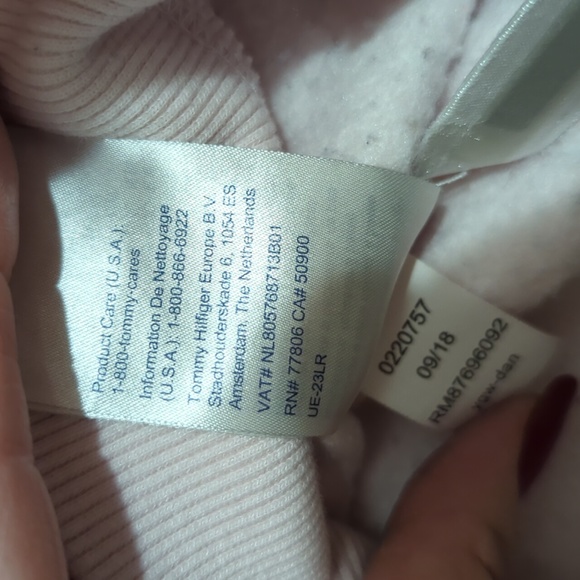 Product Care (U.S.A.).
1-800-tommy-cares
Information De Nettoyage
(U.S.A.). 1-800-866-6922
Tommy Hilfiger Europe B.V.
Stadhouderskade 6, 1054 ES
Amsterdam, The Netherlands
VAT# NL805768713B01
RN# 77806 CA# 50900
UE-23LR
0220757
09/18
RM87696092